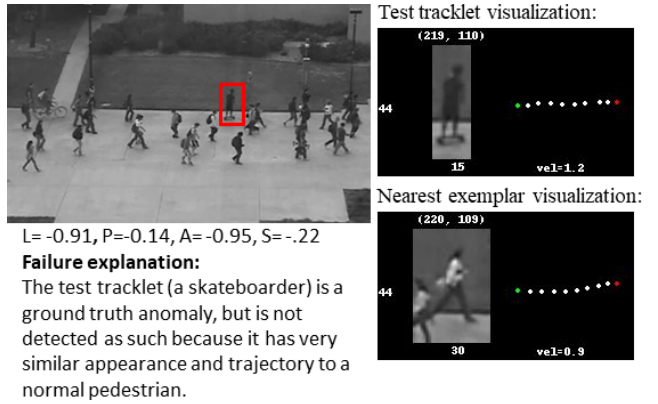 Test tracklet visualization:
(219, 110)
44
15
vel=1.2
Nearest exemplar visualization:
(220, 109)
44
30
vel=0.9
L= -0.91, P=-0.14, A= -0.95, S= -.22
Failure explanation:
The test tracklet (a skateboarder) is a
ground truth anomaly, but is not
detected as such because it has very
similar appearance and trajectory to a
normal pedestrian.